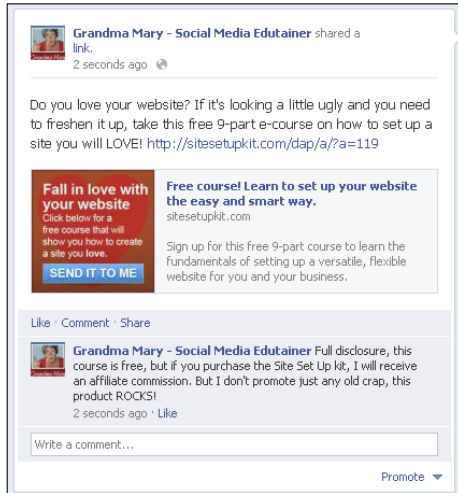 Grandma Mary - Social Media Edutainer shared a
link.
2 seconds ago
Do you love your website? If it's looking a little ugly and you need
to freshen it up, take this free 9-part e-course on how to set up a
site you will LOVE! http://sitesetupkit.com/dap/a/?a=119
Fall in love with
your website
Click below for a
free course that will
show you how to create
a site you love.
SEND IT TO ME
Free course! Learn to set up your website
the easy and smart way.
sitesetupkit.com
Sign up for this free 9-part course to learn the
fundamentals of setting up a versatile, flexible
website for you and your business.
Like · Comment · Share
Grandma Mary - Social Media Edutainer Full disclosure, this
course is free, but if you purchase the Site Set Up kit, I will receive
an affiliate commission. But I don't promote just any old crap, this
product ROCKS!
2 seconds ago · Like
Write a comment...
Promote